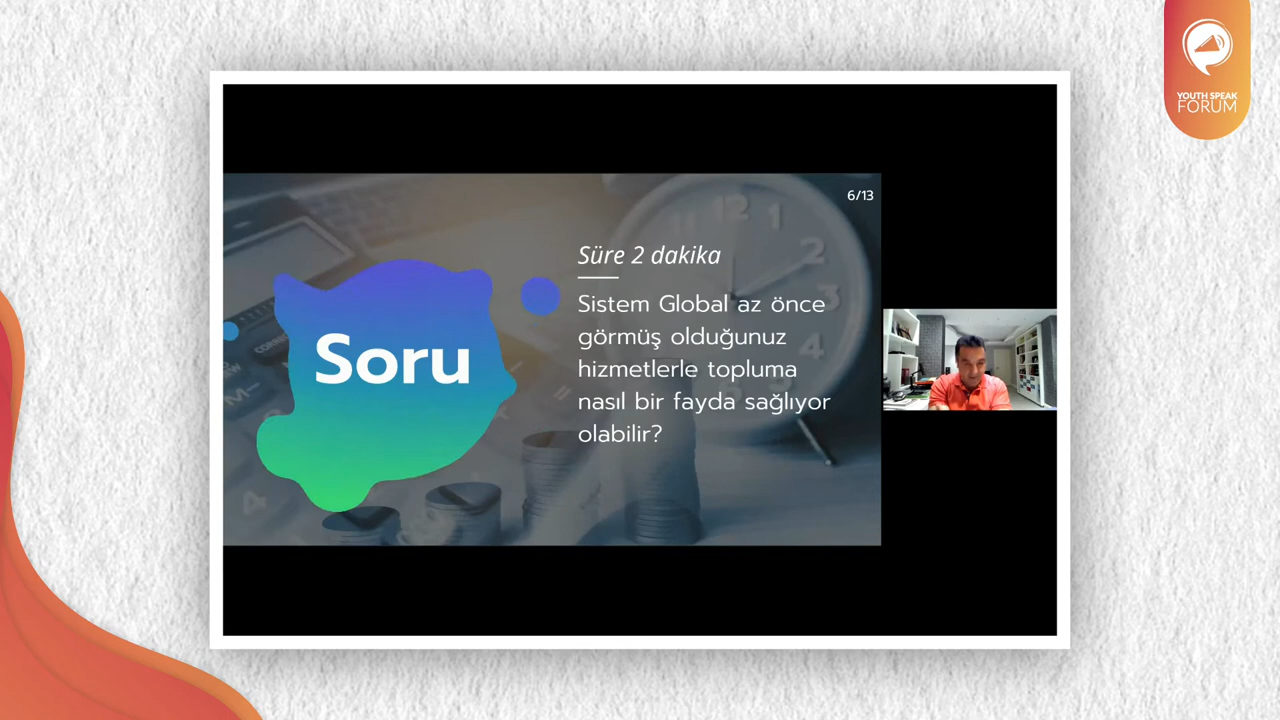 YOUTH SPEAK
FORUM
6/13
Süre 2 dakika
Soru
Sistem Global az önce
görmüş olduğunuz
hizmetlerle topluma
nasıl bir fayda sağlıyor
olabilir?